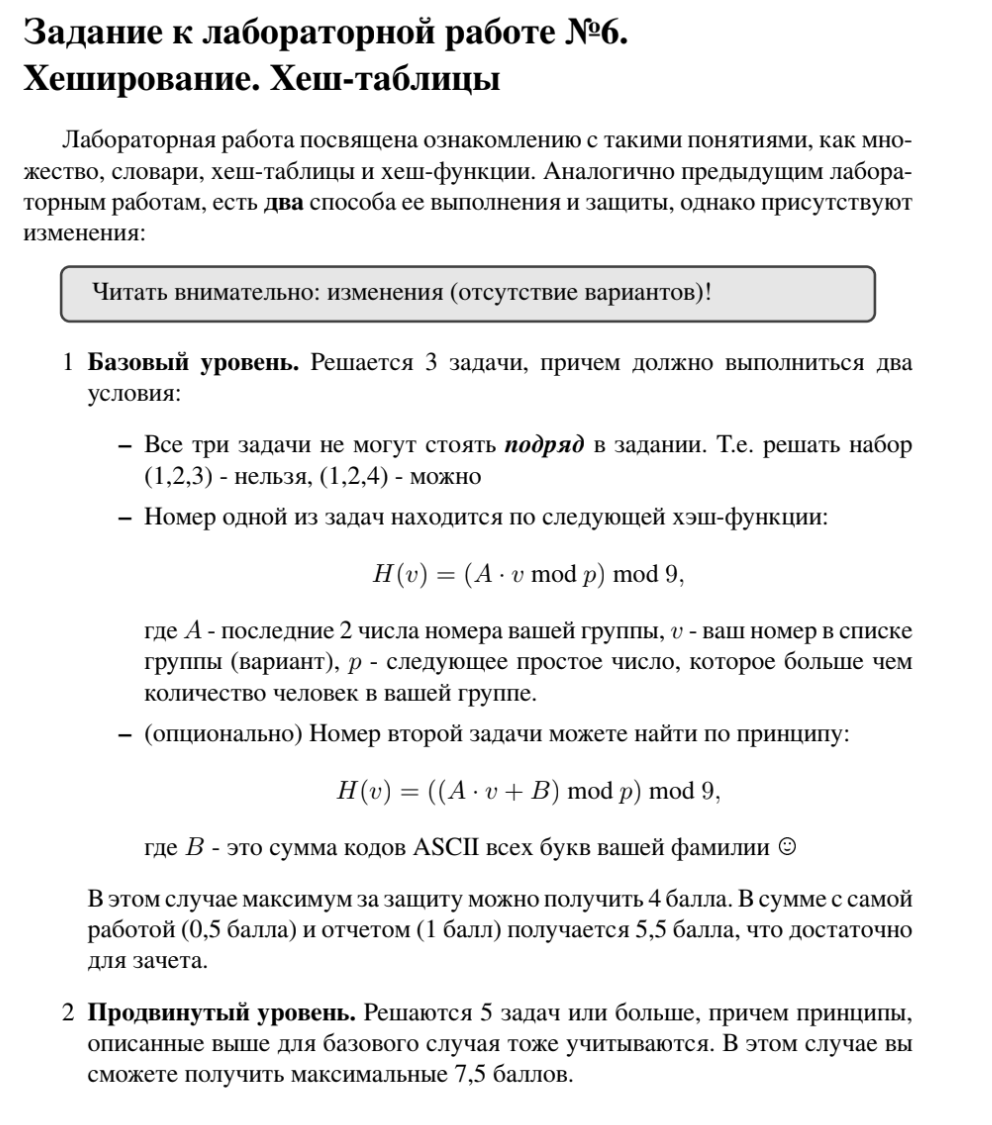 Задание к лабораторной работе №6.
Хеширование. Хеш-таблицы
Лабораторная работа посвящена ознакомлению с такими понятиями, как мно-
жество, словари, хеш-таблицы и хеш-функции. Аналогично предыдущим лабора-
торным работам, есть два способа ее выполнения и защиты, однако присутствуют
изменения:
Читать внимательно: изменения (отсутствие вариантов)!
1 Базовый уровень. Решается 3 задачи, причем должно выполниться два
условия:
– Все три задачи не могут стоять подряд в задании. Т.е. решать набор
(1,2,3) - нельзя, (1,2,4) - можно
– Номер одной из задач находится по следующей хэш-функции:
H(v) = (A · v mod p) mod 9,
где A - последние 2 числа номера вашей группы, v - ваш номер в списке
группы (вариант), p - следующее простое число, которое больше чем
количество человек в вашей группе.
– (опционально) Номер второй задачи можете найти по принципу:
H(v) = ((A · v + B) mod p) mod 9,
где B - это сумма кодов ASCII всех букв вашей фамилии ☺
В этом случае максимум за защиту можно получить 4 балла. В сумме с самой
работой (0,5 балла) и отчетом (1 балл) получается 5,5 балла, что достаточно
для зачета.
2 Продвинутый уровень. Решаются 5 задач или больше, причем принципы,
описанные выше для базового случая тоже учитываются. В этом случае вы
сможете получить максимальные 7,5 баллов.